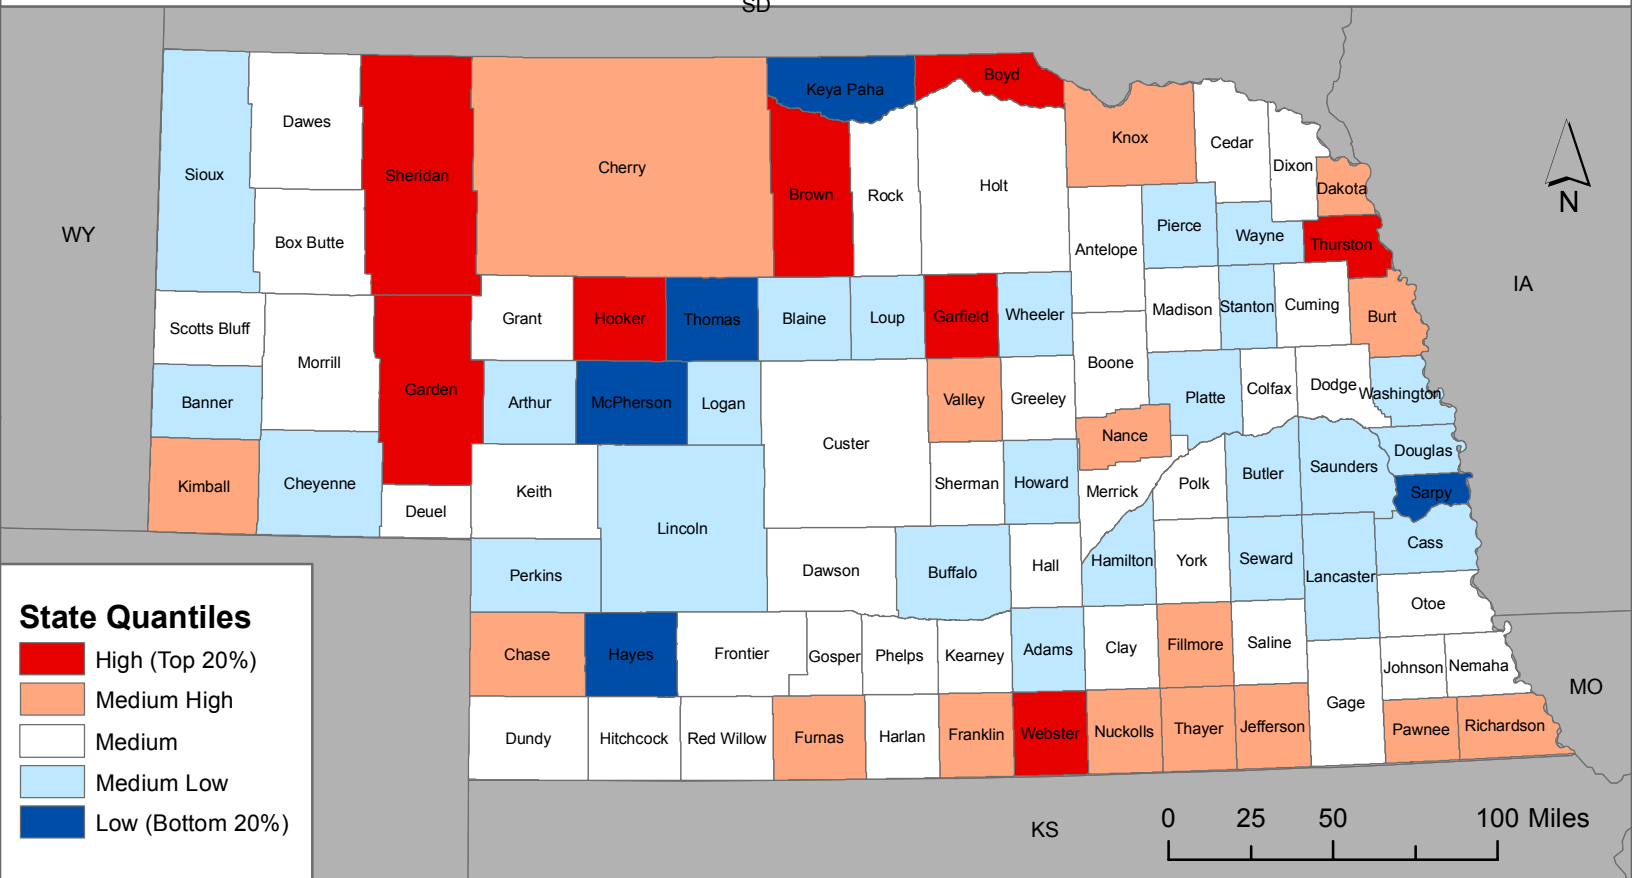 SD
Boyd
Keya Paha
Dawes
Knox
Cedar
Dixon
Sioux
Sheridan
Cherry
Brown
Rock
Holt
Dakota
N
WY
Box Butte
Antelope
Pierce
Wayne
Thurston
IA
Scotts Bluff
Grant
Hooker
Thomas
Blaine
Loup
Garfield
Wheeler
Madison
Stanton
Cuming
Burt
Morrill
Boone
Banner
Garden
Arthur
McPherson
Logan
Valley
Greeley
Platte
Colfax
Dodge
Washington
Custer
Nance
Douglas
Kimball
Cheyenne
Keith
Sherman
Howard
Merrick
Polk
Butler
Saunders
Sarpy
Deuel
Lincoln
Perkins
Dawson
Buffalo
Hall
Hamilton
York
Seward
Lancaster
Cass
Otoe
State Quantiles
High (Top 20%)
Medium High
Medium
Medium Low
Low (Bottom 20%)
Chase
Hayes
Frontier
Gosper
Phelps
Kearney
Adams
Clay
Fillmore
Saline
Johnson
Nemaha
MO
Gage
Dundy
Hitchcock
Red Willow
Furnas
Harlan
Franklin
Webster
Nuckolls
Thayer
Jefferson
Pawnee
Richardson
KS
0 25 50 100 Miles